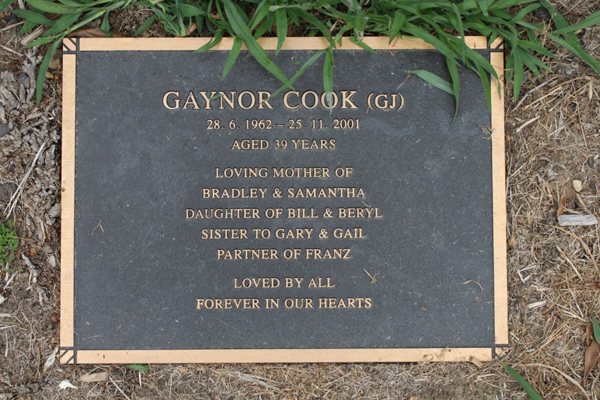 GAYNOR COOK (GJ)
28. 6. 1962 – 25. 11. 2001
AGED 39 YEARS
LOVING MOTHER OF
BRADLEY & SAMANTHA
DAUGHTER OF BILL & BERYL
SISTER TO GARY & GAIL
PARTNER OF FRANZ
LOVED BY ALL
FOREVER IN OUR HEARTS